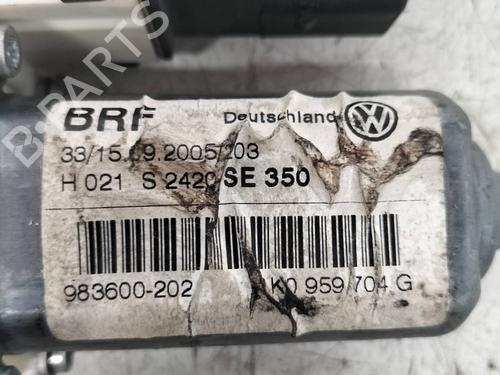 BRF Deutschland
33/15.09.2005/203
H 021 S 2420 SE 350
983600-202 K0 959 704 G
B-PARTS